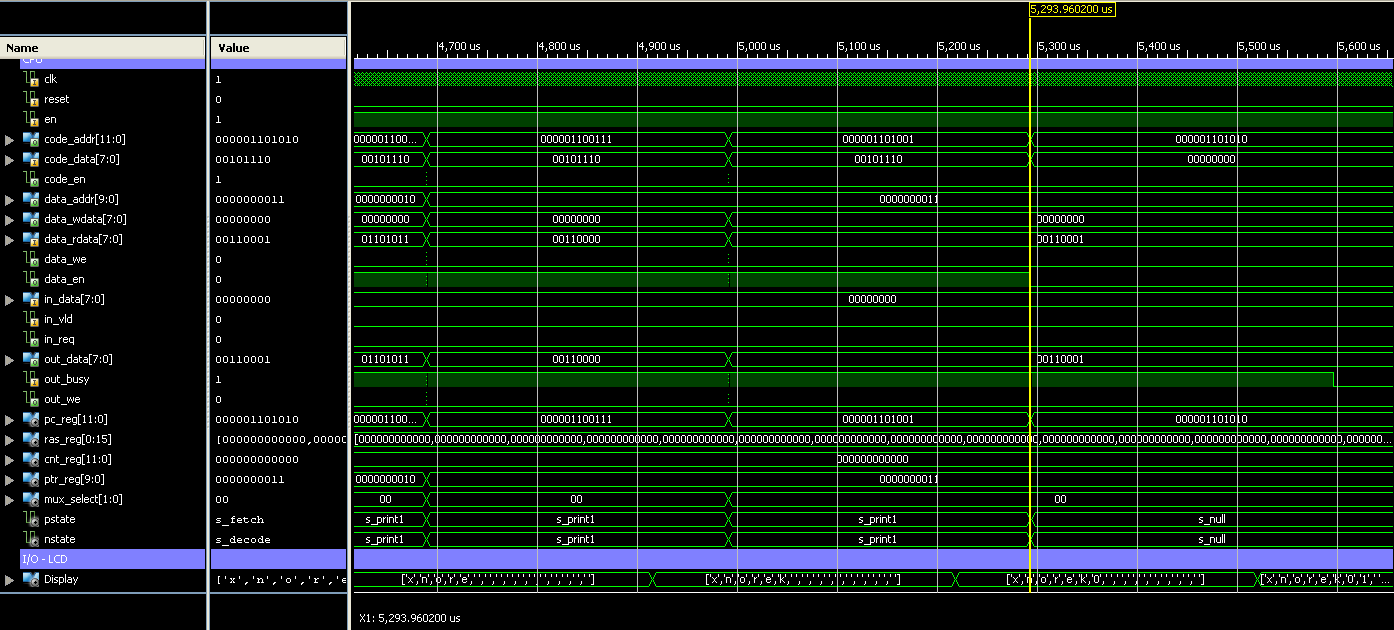 5,293.960200 us
Name Value 4,700 us 4,800 us 4,900 us 5,000 us 5,100 us 5,200 us 5,300 us 5,400 us 5,500 us 5,600 us
CPU
clk 1
reset 0
en 1
code_addr[11:0] 000001101010 000001100... 000001100111 000001101001 000001101010
code_data[7:0] 00101110 00101110 00101110 00101110 00000000
code_en 1
data_addr[9:0] 0000000011 0000000010 0000000011
data_wdata[7:0] 00000000 00000000 00000000 00000000
data_rdata[7:0] 00110001 01101011 00110000 00110001
data_we 0
data_en 0
in_data[7:0] 00000000 00000000
in_vld 0
in_req 0
out_data[7:0] 00110001 01101011 00110000 00110001
out_busy 1
out_we 0
pc_reg[11:0] 000001101010 000001100... 000001100111 000001101001 000001101010
ras_reg[0:15] [000000000000,00000 [000000000000,000000000000,000000000000,000000000000,000000000000,000000000000,000000000000,000000000000,000000000000,000000...
cnt_reg[11:0] 000000000000 000000000000
ptr_reg[9:0] 0000000011 0000000010 0000000011
mux_select[1:0] 00 00 00 00
pstate s_fetch s_print1 s_print1 s_print1 s_null
nstate s_decode s_print1 s_print1 s_print1 s_null
I/O - LCD
Display ['x','n','o','r','e ['x','n','o','r','e',' ',' ',' ',' ',' ',' ',' ',' ',' ',' ',' '] ['x','n','o','r','e','k',' ',' ',' ',' ',' ',' ',' ',' ',' ',' '] ['x','n','o','r','e','k','0',' ',' ',' ',' ',' ',' ',' ',' ',' '] ['x','n','o','r','e','k','0','1',' ...
X1: 5,293.960200 us